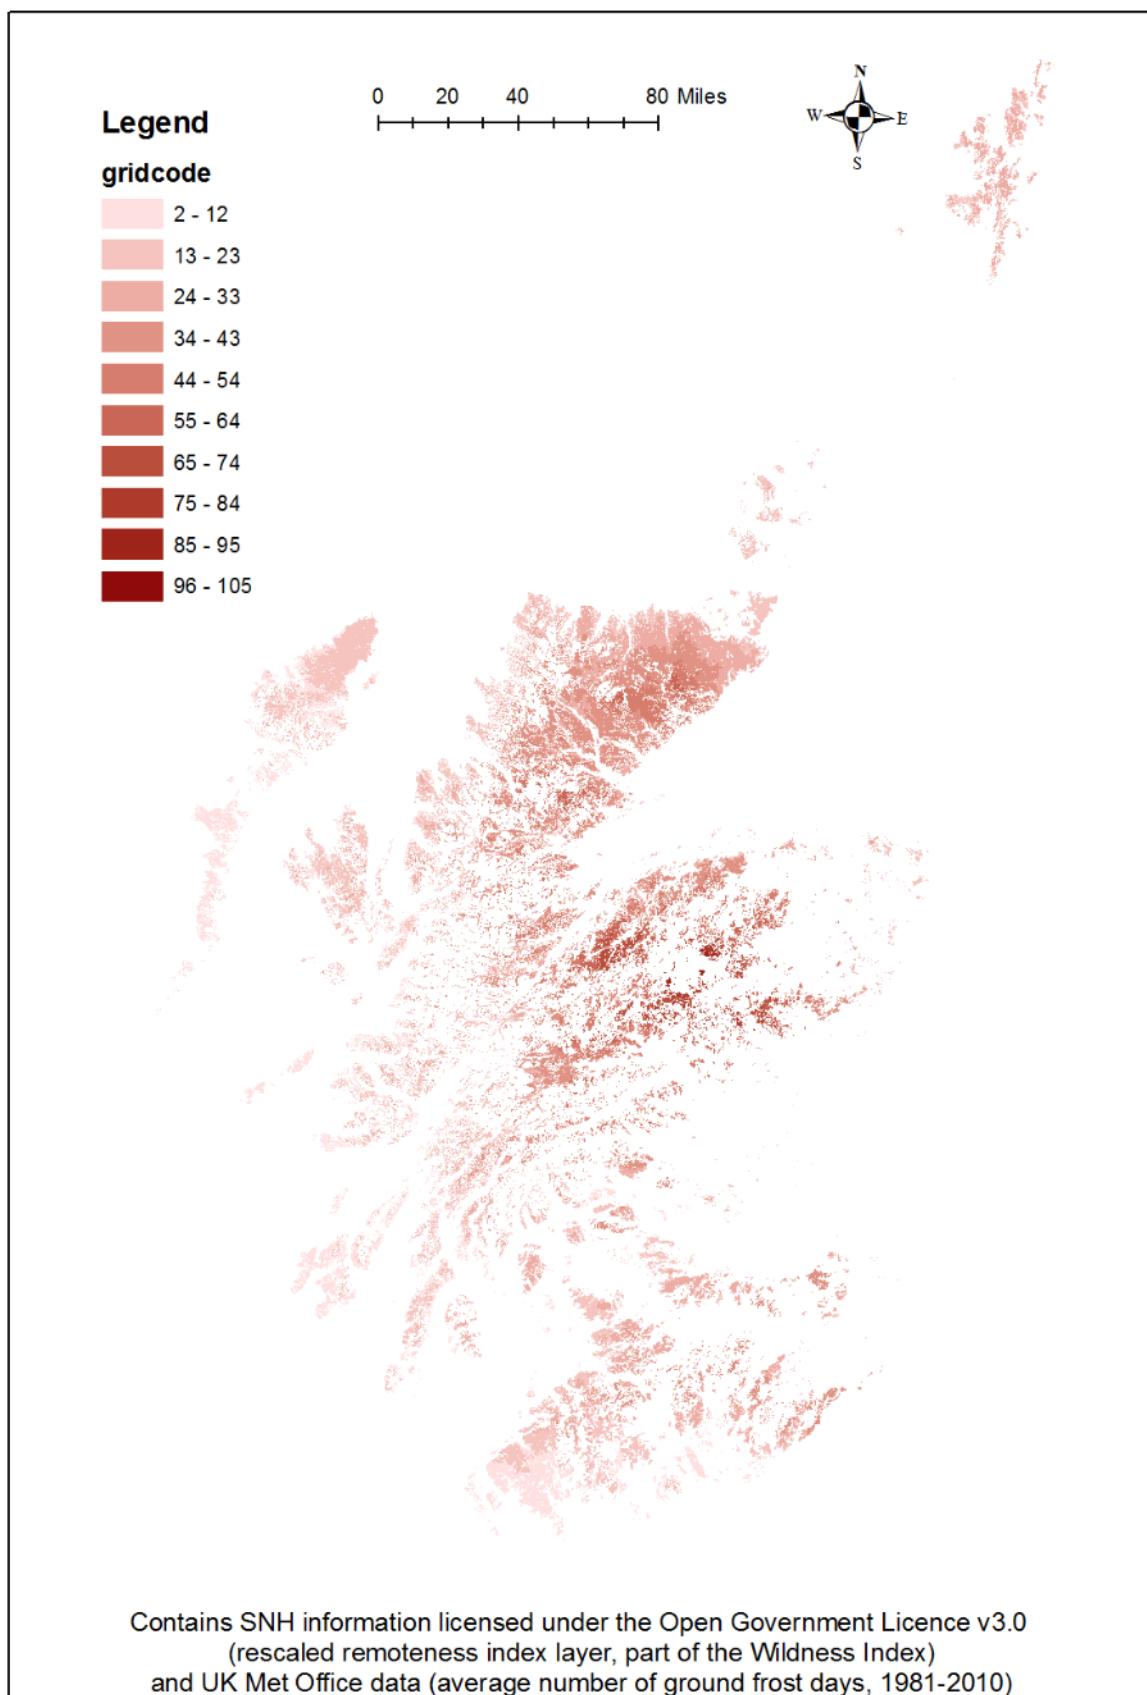 0 20 40 80 Miles
N
W E
S
Legend
gridcode
2 - 12
13 - 23
24 - 33
34 - 43
44 - 54
55 - 64
65 - 74
75 - 84
85 - 95
96 - 105
Contains SNH information licensed under the Open Government Licence v3.0
(rescaled remoteness index layer, part of the Wildness Index)
and UK Met Office data (average number of ground frost days, 1981-2010)